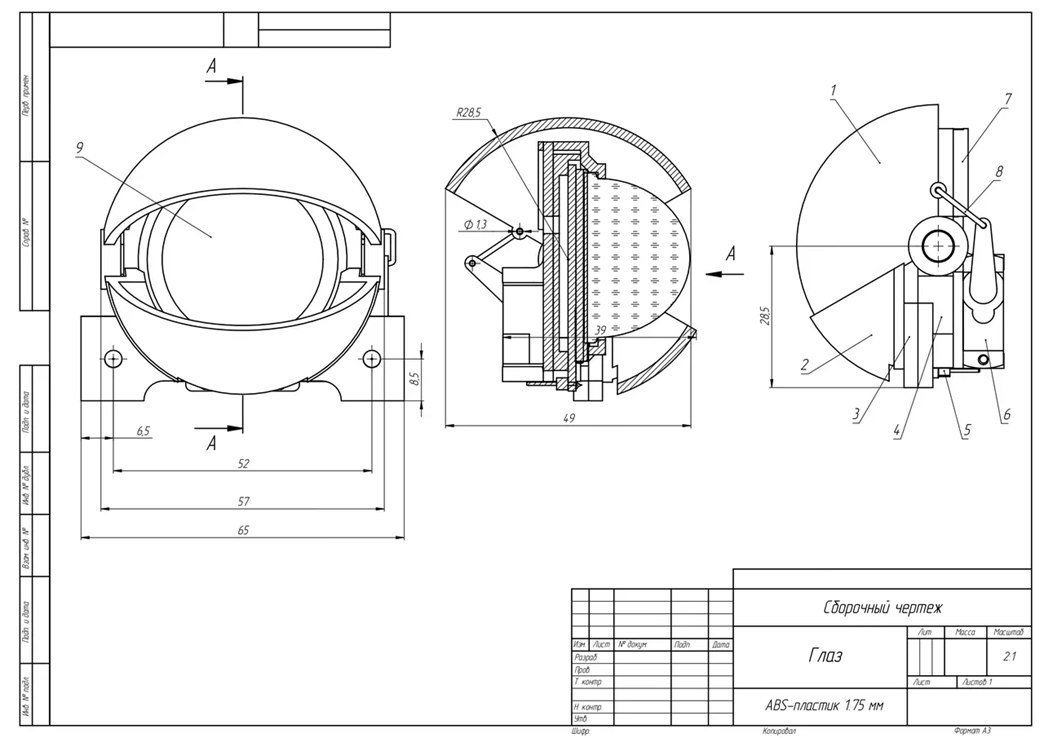 Перв. примен.
Справ. №
Подп. и дата
Инв. № дубл.
Взам. инв. №
Подп. и дата
Инв. № подл.
А
9
А
6,5
8,5
52
57
65
R28,5
Ф 1,3
А
39
49
1
7
8
28,5
2
3
4
5
6
Сборочный чертеж
Глаз
Лит
Масса
Масштаб
2:1
Лист
Листов 1
ABS-пластик 1.75 мм
Изм Лист № докум. Подп Дата
Разраб
Пров
Т. контр.
Н. контр.
Утв
Шифр
Копировал
Формат А3